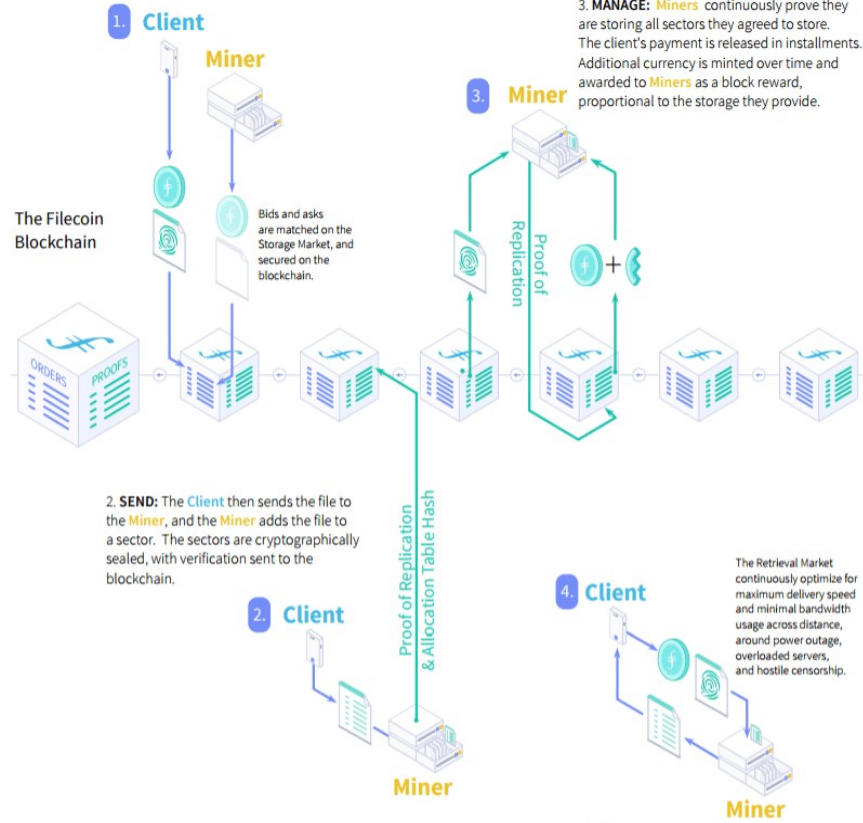 1.
Client
Miner
The Filecoin
Blockchain
Bids and asks
are matched on the
Storage Market, and
secured on the
blockchain.
3. MANAGE: Miners continuously prove they
are storing all sectors they agreed to store.
The client's payment is released in installments.
Additional currency is minted over time and
awarded to Miners as a block reward,
proportional to the storage they provide.
3.
Miner
Proof of
Replication
+
ORDERS
PROOFS
2. SEND: The Client then sends the file to
the Miner, and the Miner adds the file to
a sector. The sectors are cryptographically
sealed, with verification sent to the
blockchain.
2.
Client
Proof of Replication
& Allocation Table Hash
Miner
4.
Client
The Retrieval Market
continuously optimize for
maximum delivery speed
and minimal bandwidth
usage across distance,
around power outage,
overloaded servers,
and hostile censorship.
Miner